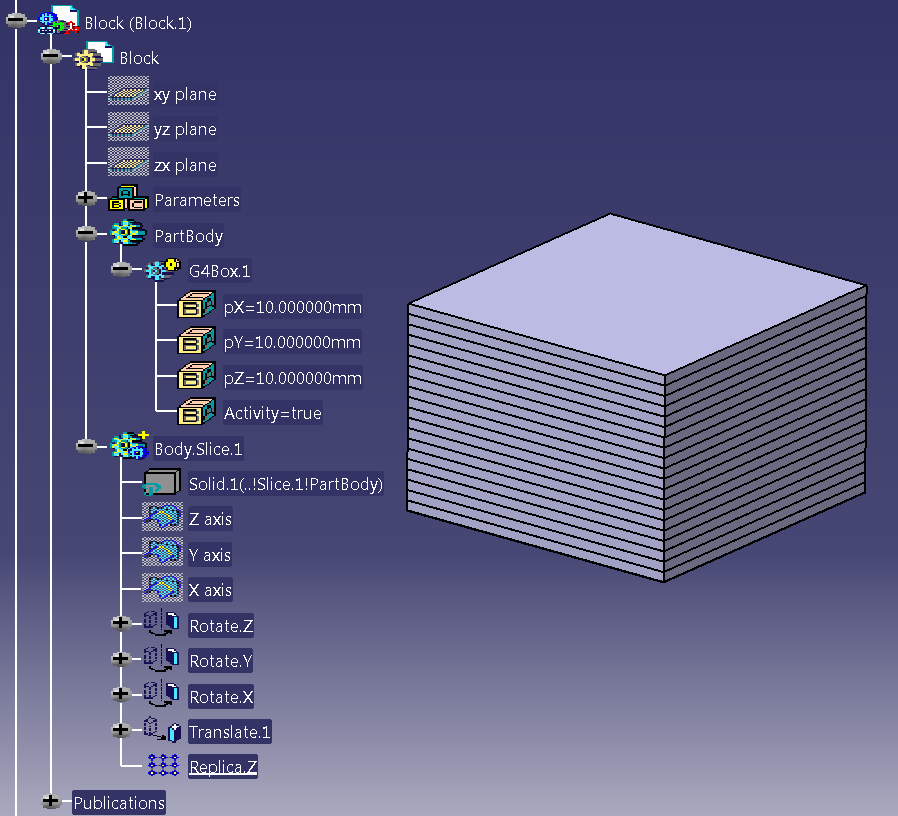 Block (Block.1)
Block
xy plane
yz plane
zx plane
Parameters
PartBody
G4Box.1
pX=10.000000mm
pY=10.000000mm
pZ=10.000000mm
Activity=true
Body.Slice.1
Solid.1(..!Slice.1!PartBody)
Z axis
Y axis
X axis
Rotate.Z
Rotate.Y
Rotate.X
Translate.1
Replica.Z
Publications